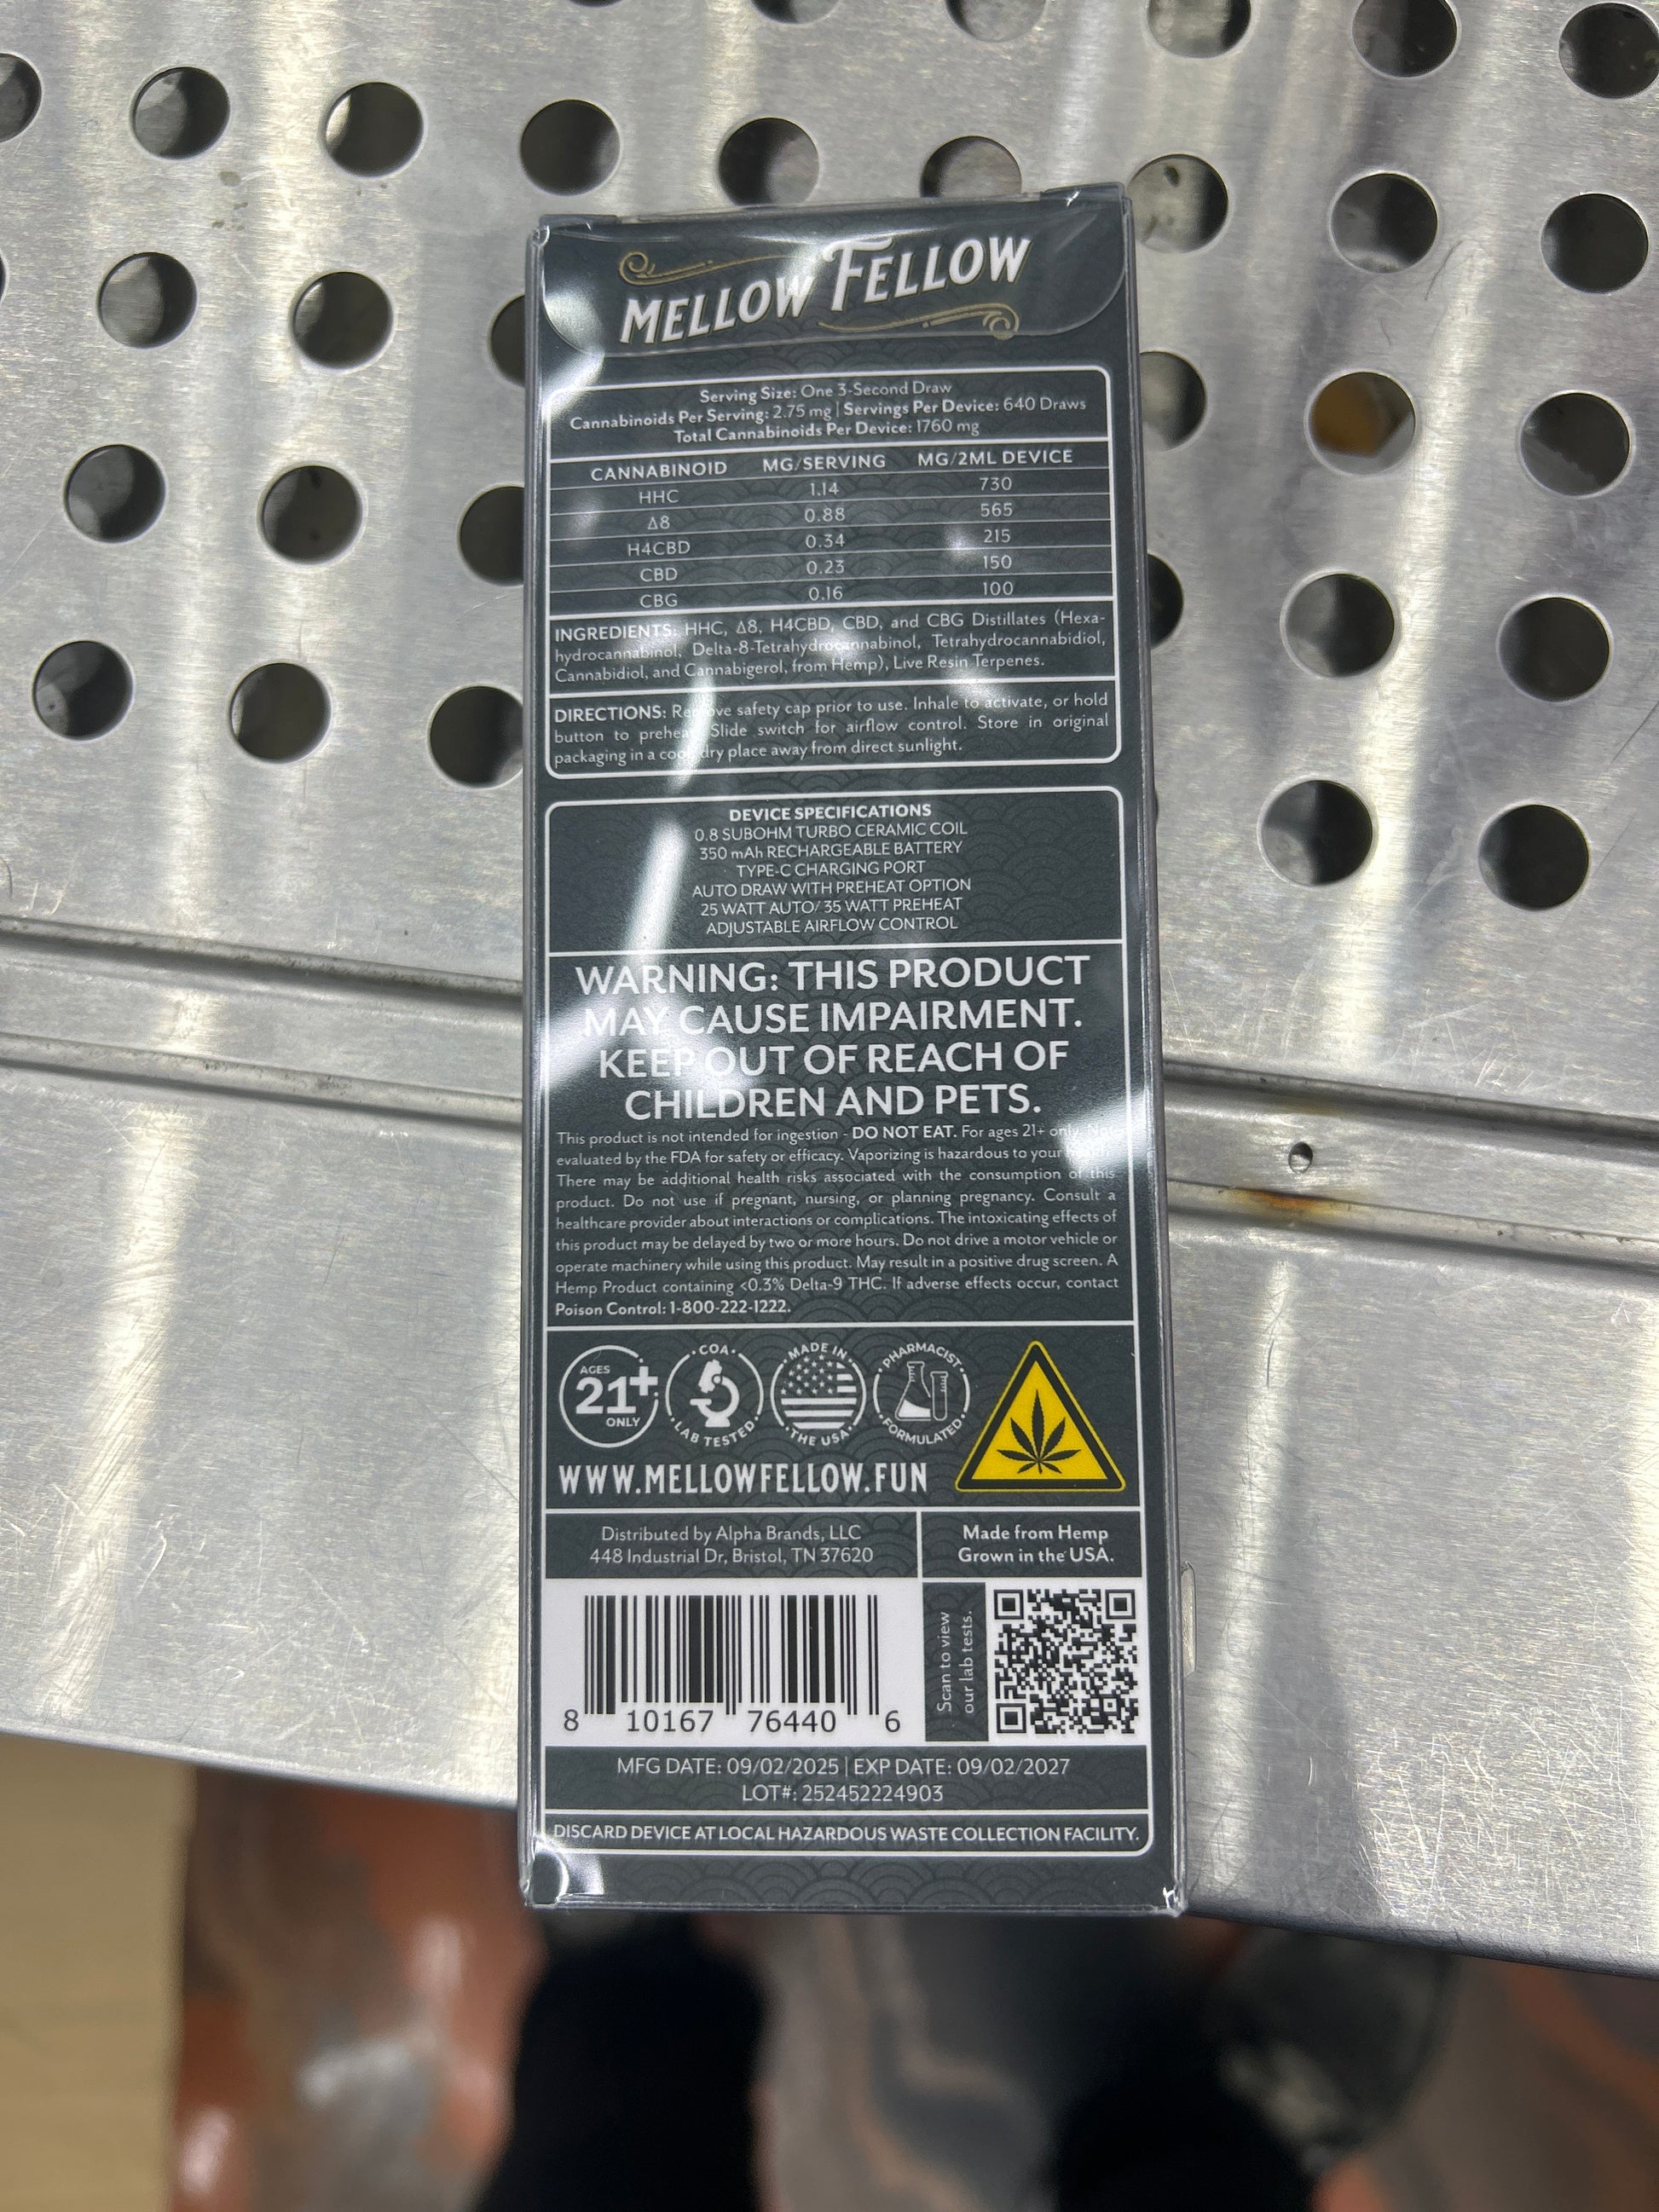 MELLOW FELLOW
Serving Size: One 3-Second Draw
Cannabinoids Per Serving: 2.75 mg | Servings Per Device: 640 Draws
Total Cannabinoids Per Device: 1760 mg
CANNABINOID MG/SERVING MG/2ML DEVICE
HHC 1.14 730
Δ8 0.88 565
H4CBD 0.34 215
CBD 0.23 150
CBG 0.16 100
INGREDIENTS: HHC, Δ8, H4CBD, CBD, and CBG Distillates (Hexa-
hydrocannabinol, Delta-8-Tetrahydrocannabinol, Tetrahydrocannabidiol,
Cannabidiol, and Cannabigerol, from Hemp), Live Resin Terpenes.
DIRECTIONS: Remove safety cap prior to use. Inhale to activate, or hold
button to preheat. Slide switch for airflow control. Store in original
packaging in a cool, dry place away from direct sunlight.
DEVICE SPECIFICATIONS
0.8 SUBOHM TURBO CERAMIC COIL
350 mAh RECHARGEABLE BATTERY
TYPE-C CHARGING PORT
AUTO DRAW WITH PREHEAT OPTION
25 WATT AUTO/ 35 WATT PREHEAT
ADJUSTABLE AIRFLOW CONTROL
WARNING: THIS PRODUCT
MAY CAUSE IMPAIRMENT.
KEEP OUT OF REACH OF
CHILDREN AND PETS.
This product is not intended for ingestion - DO NOT EAT. For ages 21+ only. Not
evaluated by the FDA for safety or efficacy. Vaporizing is hazardous to your
There may be additional health risks associated with the consumption of this
product. Do not use if pregnant, nursing, or planning pregnancy. Consult a
healthcare provider about interactions or complications. The intoxicating effects of
this product may be delayed by two or more hours. Do not drive a motor vehicle or
operate machinery while using this product. May result in a positive drug screen. A
Hemp Product containing <0.3% Delta-9 THC. If adverse effects occur, contact
Poison Control: 1-800-222-1222.
AGES 21+ ONLY
COA LAB TESTED
MADE IN THE USA
PHARMACIST FORMULATED
WWW.MELLOWFELLOW.FUN
Distributed by Alpha Brands, LLC
448 Industrial Dr, Bristol, TN 37620
Made from Hemp
Grown in the USA.
8 10167 76440 6
Scan to view
our lab tests.
MFG DATE: 09/02/2025 | EXP DATE: 09/02/2027
LOT#: 252452224903
DISCARD DEVICE AT LOCAL HAZARDOUS WASTE COLLECTION FACILITY.